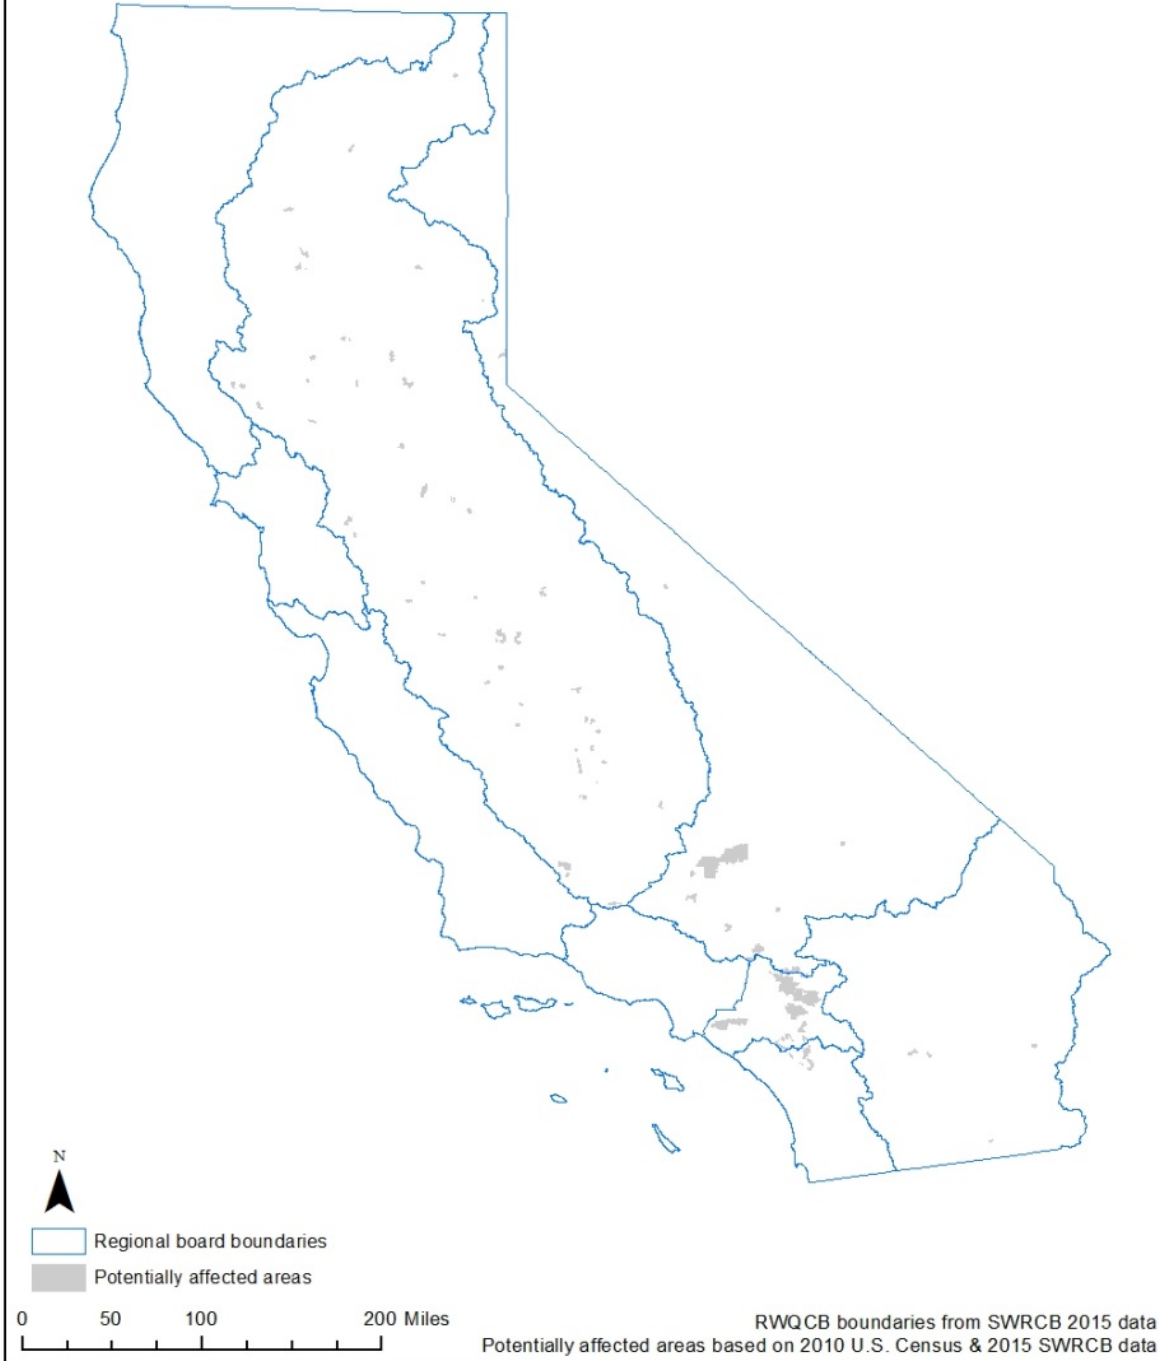 N
Regional board boundaries
Potentially affected areas
0 50 100 200 Miles
RWQCB boundaries from SWRCB 2015 data
Potentially affected areas based on 2010 U.S. Census & 2015 SWRCB data